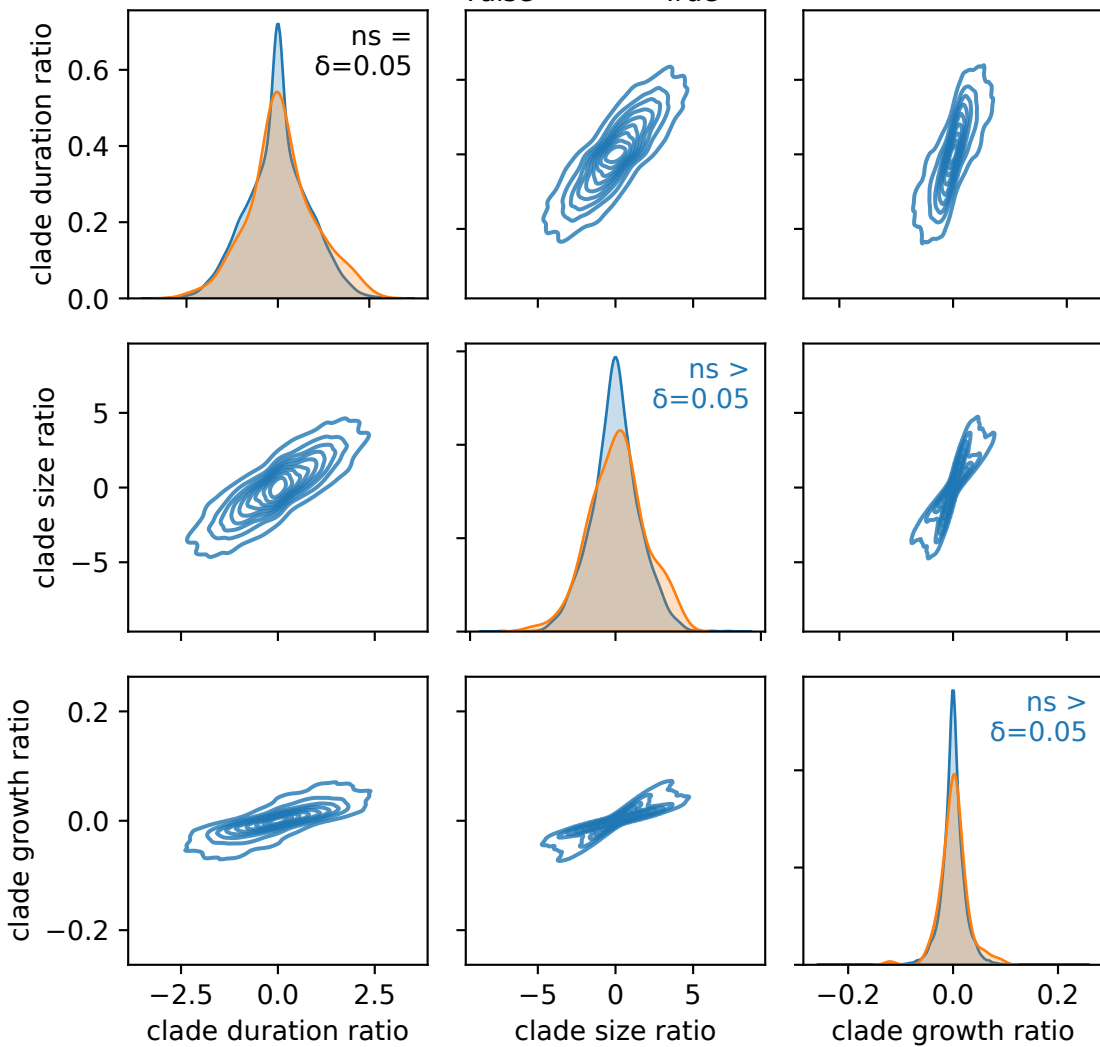 ns =
δ=0.05
clade duration ratio
0.6
0.4
0.2
0.0
ns >
δ=0.05
clade size ratio
5
0
−5
ns >
δ=0.05
clade growth ratio
0.2
0.0
−0.2
−2.5 0.0 2.5
−5 0 5
−0.2 0.0 0.2
clade duration ratio
clade size ratio
clade growth ratio